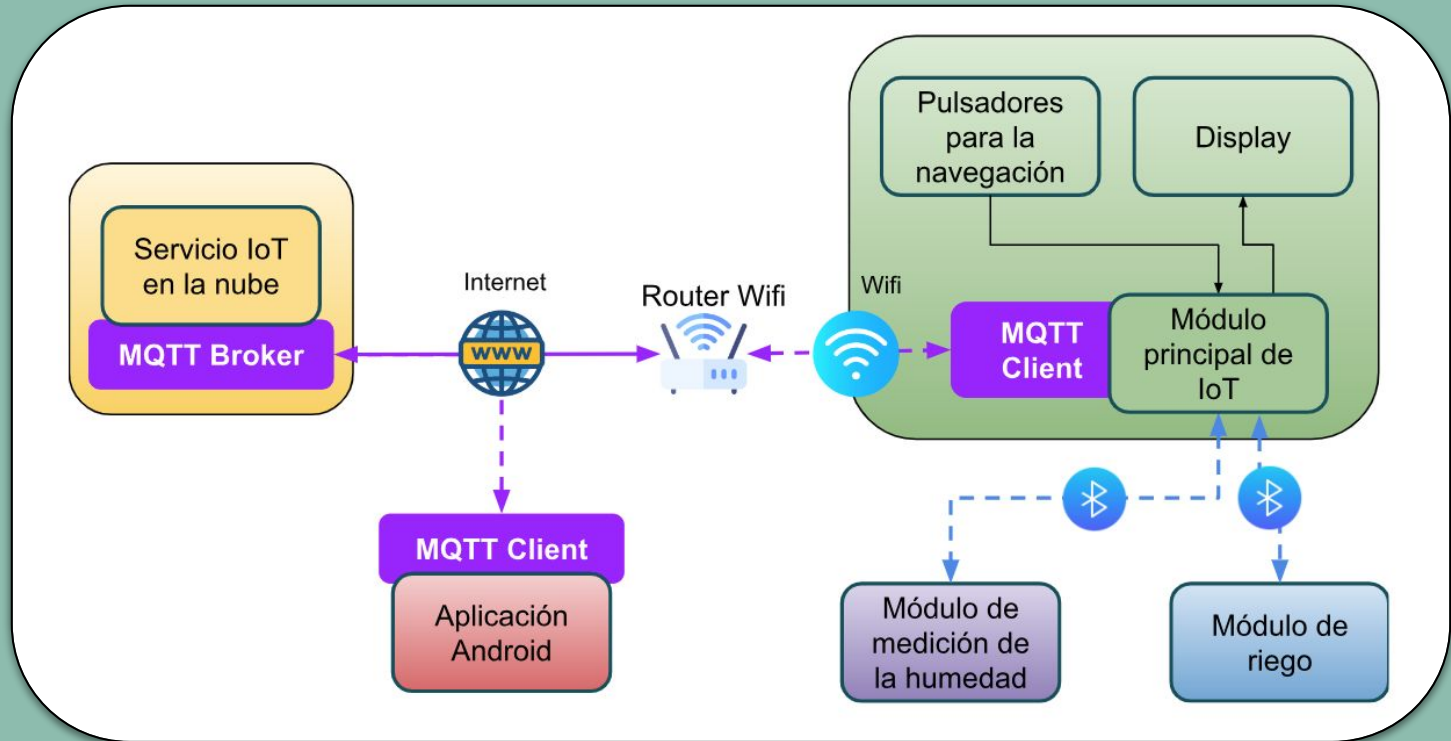 Servicio IoT
en la nube
MQTT Broker
Internet
www
Router Wifi
Wifi
Pulsadores
para la
navegación
Display
MQTT
Client
Módulo
principal de
IoT
MQTT Client
Aplicación
Android
Módulo de
medición de
la humedad
Módulo de
riego